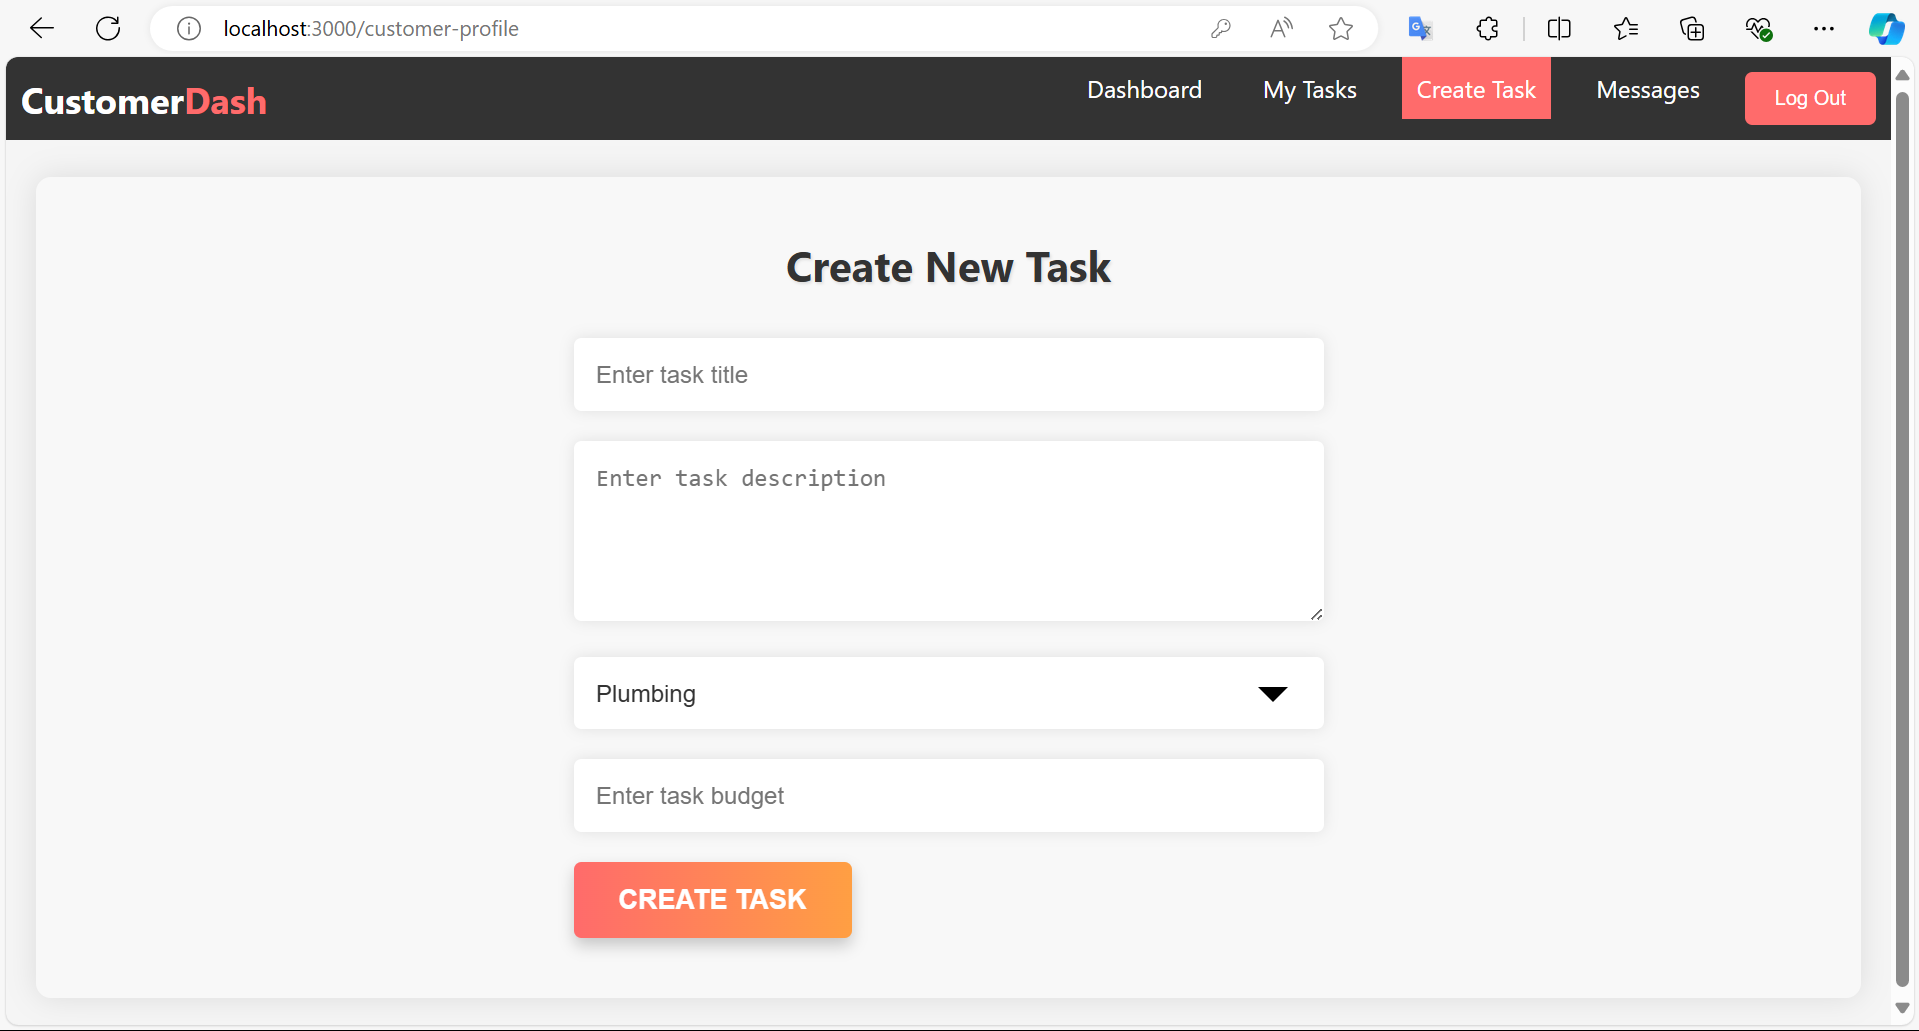 localhost:3000/customer-profile
CustomerDash
Dashboard
My Tasks
Create Task
Messages
Log Out
Create New Task
Enter task title
Enter task description
Plumbing
Enter task budget
CREATE TASK